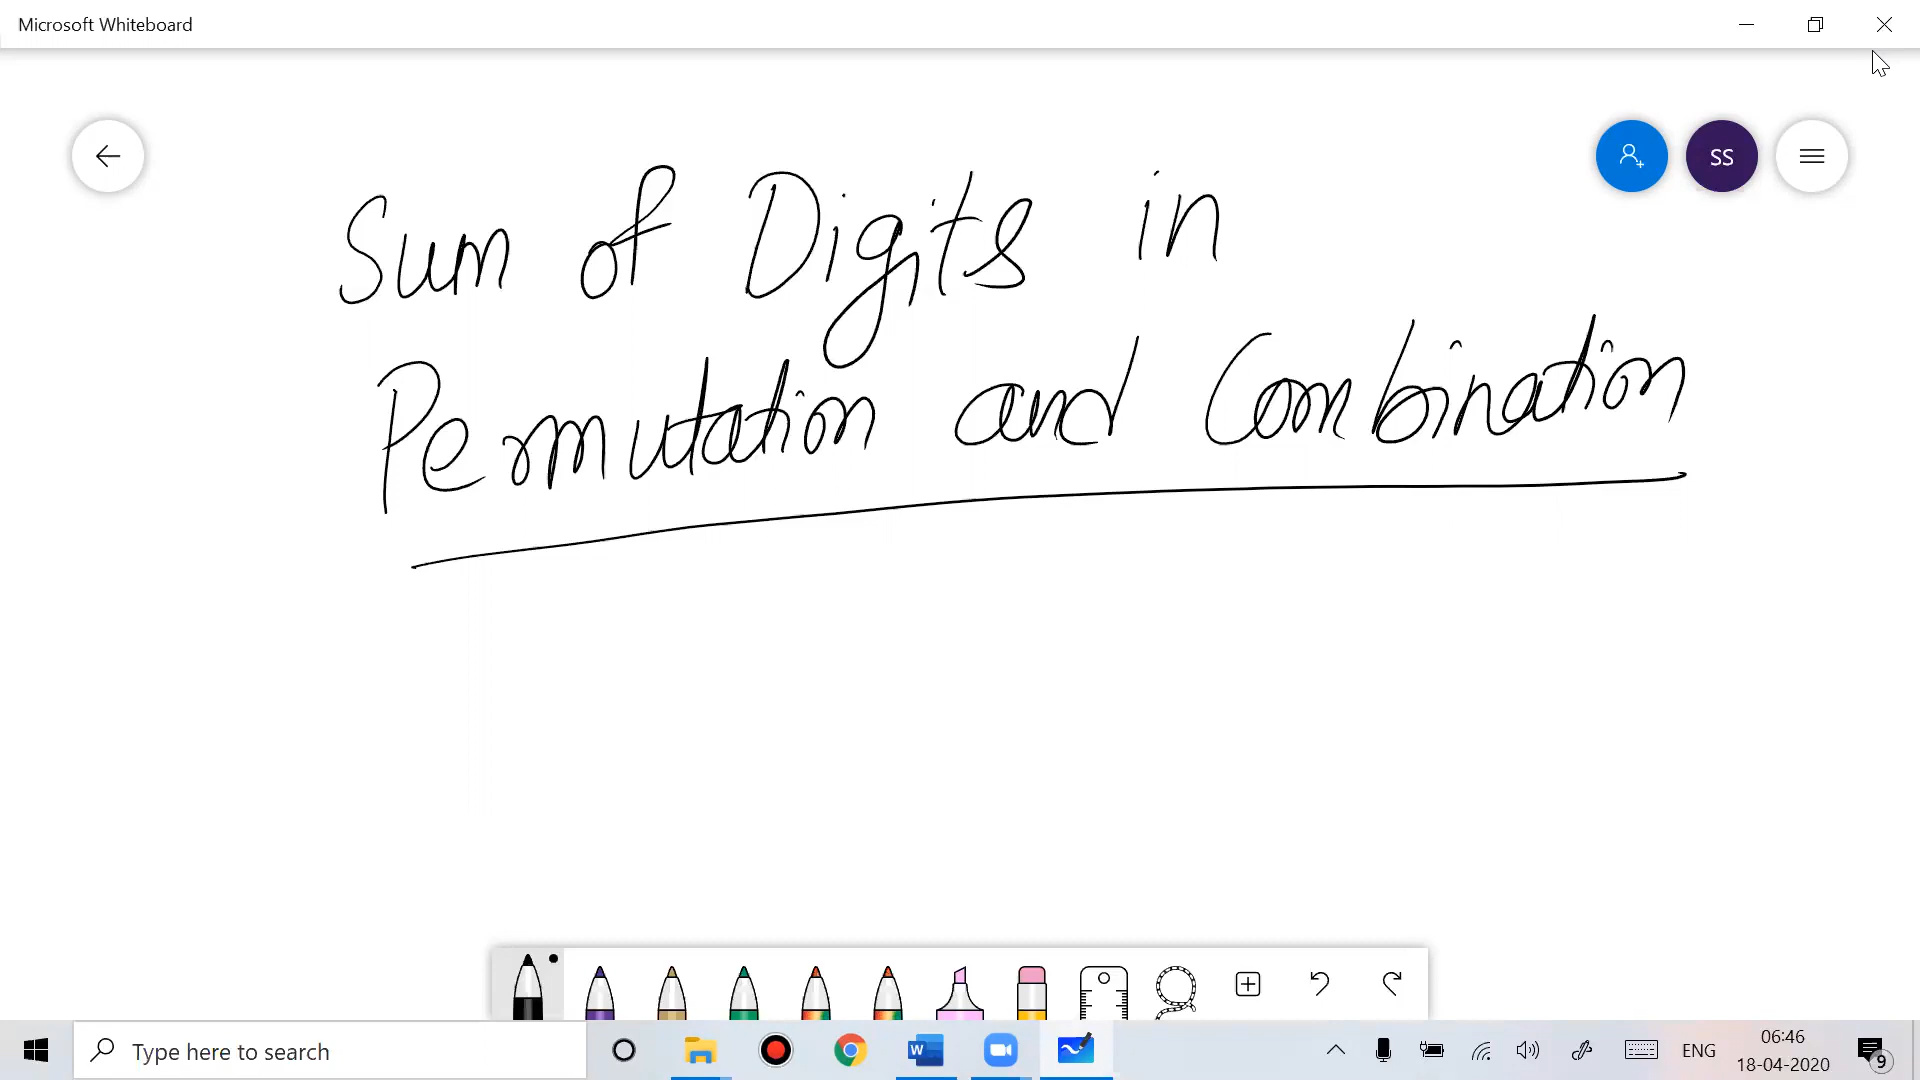 Microsoft Whiteboard
SS
Sum of Digits in
Permutation and Combination
Type here to search
W
ENG
06:46
18-04-2020
9